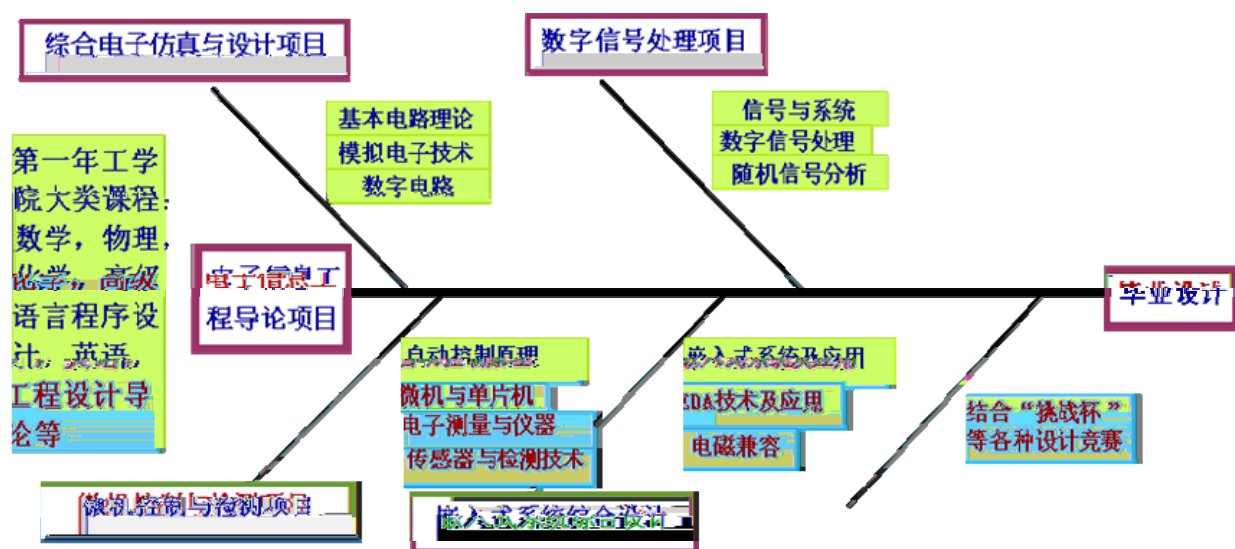 综合电子仿真与设计项目
数字信号处理项目
基本电路理论
模拟电子技术
数字电路
信号与系统
数字信号处理
随机信号分析
第一年工学
院大类课程：
数学，物理，
化学，高级
语言程序设
计，英语，
工程设计导
论等
电子信息工
程导论项目
毕业设计
自动控制原理
微机与单片机
电子测量与仪器
传感器与检测技术
嵌入式系统及应用
EDA技术及应用
电磁兼容
结合“挑战杯”
等各种设计竞赛
微机控制与检测项目
嵌入式系统综合设计